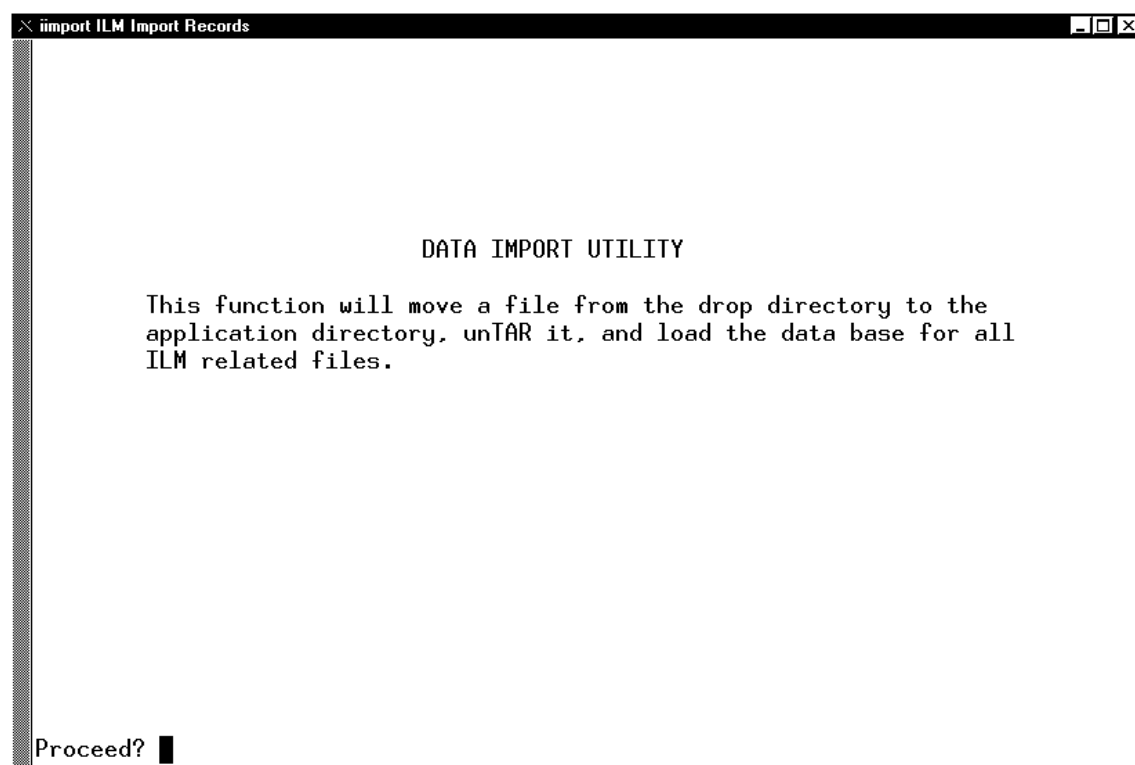 iimport ILM Import Records
DATA IMPORT UTILITY
This function will move a file from the drop directory to the
application directory, unTAR it, and load the data base for all
ILM related files.
Proceed?